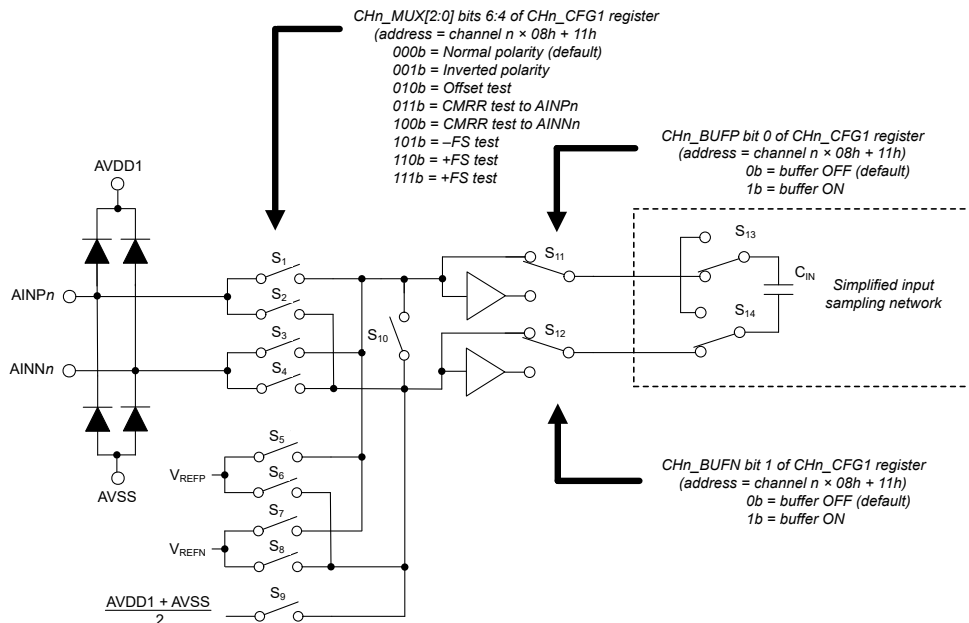 CHn_MUX[2:0] bits 6:4 of CHn_CFG1 register
(address = channel n × 08h + 11h
000b = Normal polarity (default)
001b = Inverted polarity
010b = Offset test
011b = CMRR test to AINPn
100b = CMRR test to AINNn
101b = –FS test
110b = +FS test
111b = +FS test
CHn_BUFP bit 0 of CHn_CFG1 register
(address = channel n × 08h + 11h)
0b = buffer OFF (default)
1b = buffer ON
AVDD1
S13
S1
S11
CIN
Simplified input
sampling network
AINPn
S2
S14
S3
S10
S12
AINNn
S4
S5
CHn_BUFN bit 1 of CHn_CFG1 register
(address = channel n × 08h + 11h)
0b = buffer OFF (default)
1b = buffer ON
VREFP
S6
AVSS
S7
VREFN
S8
S9
AVDD1 + AVSS
2